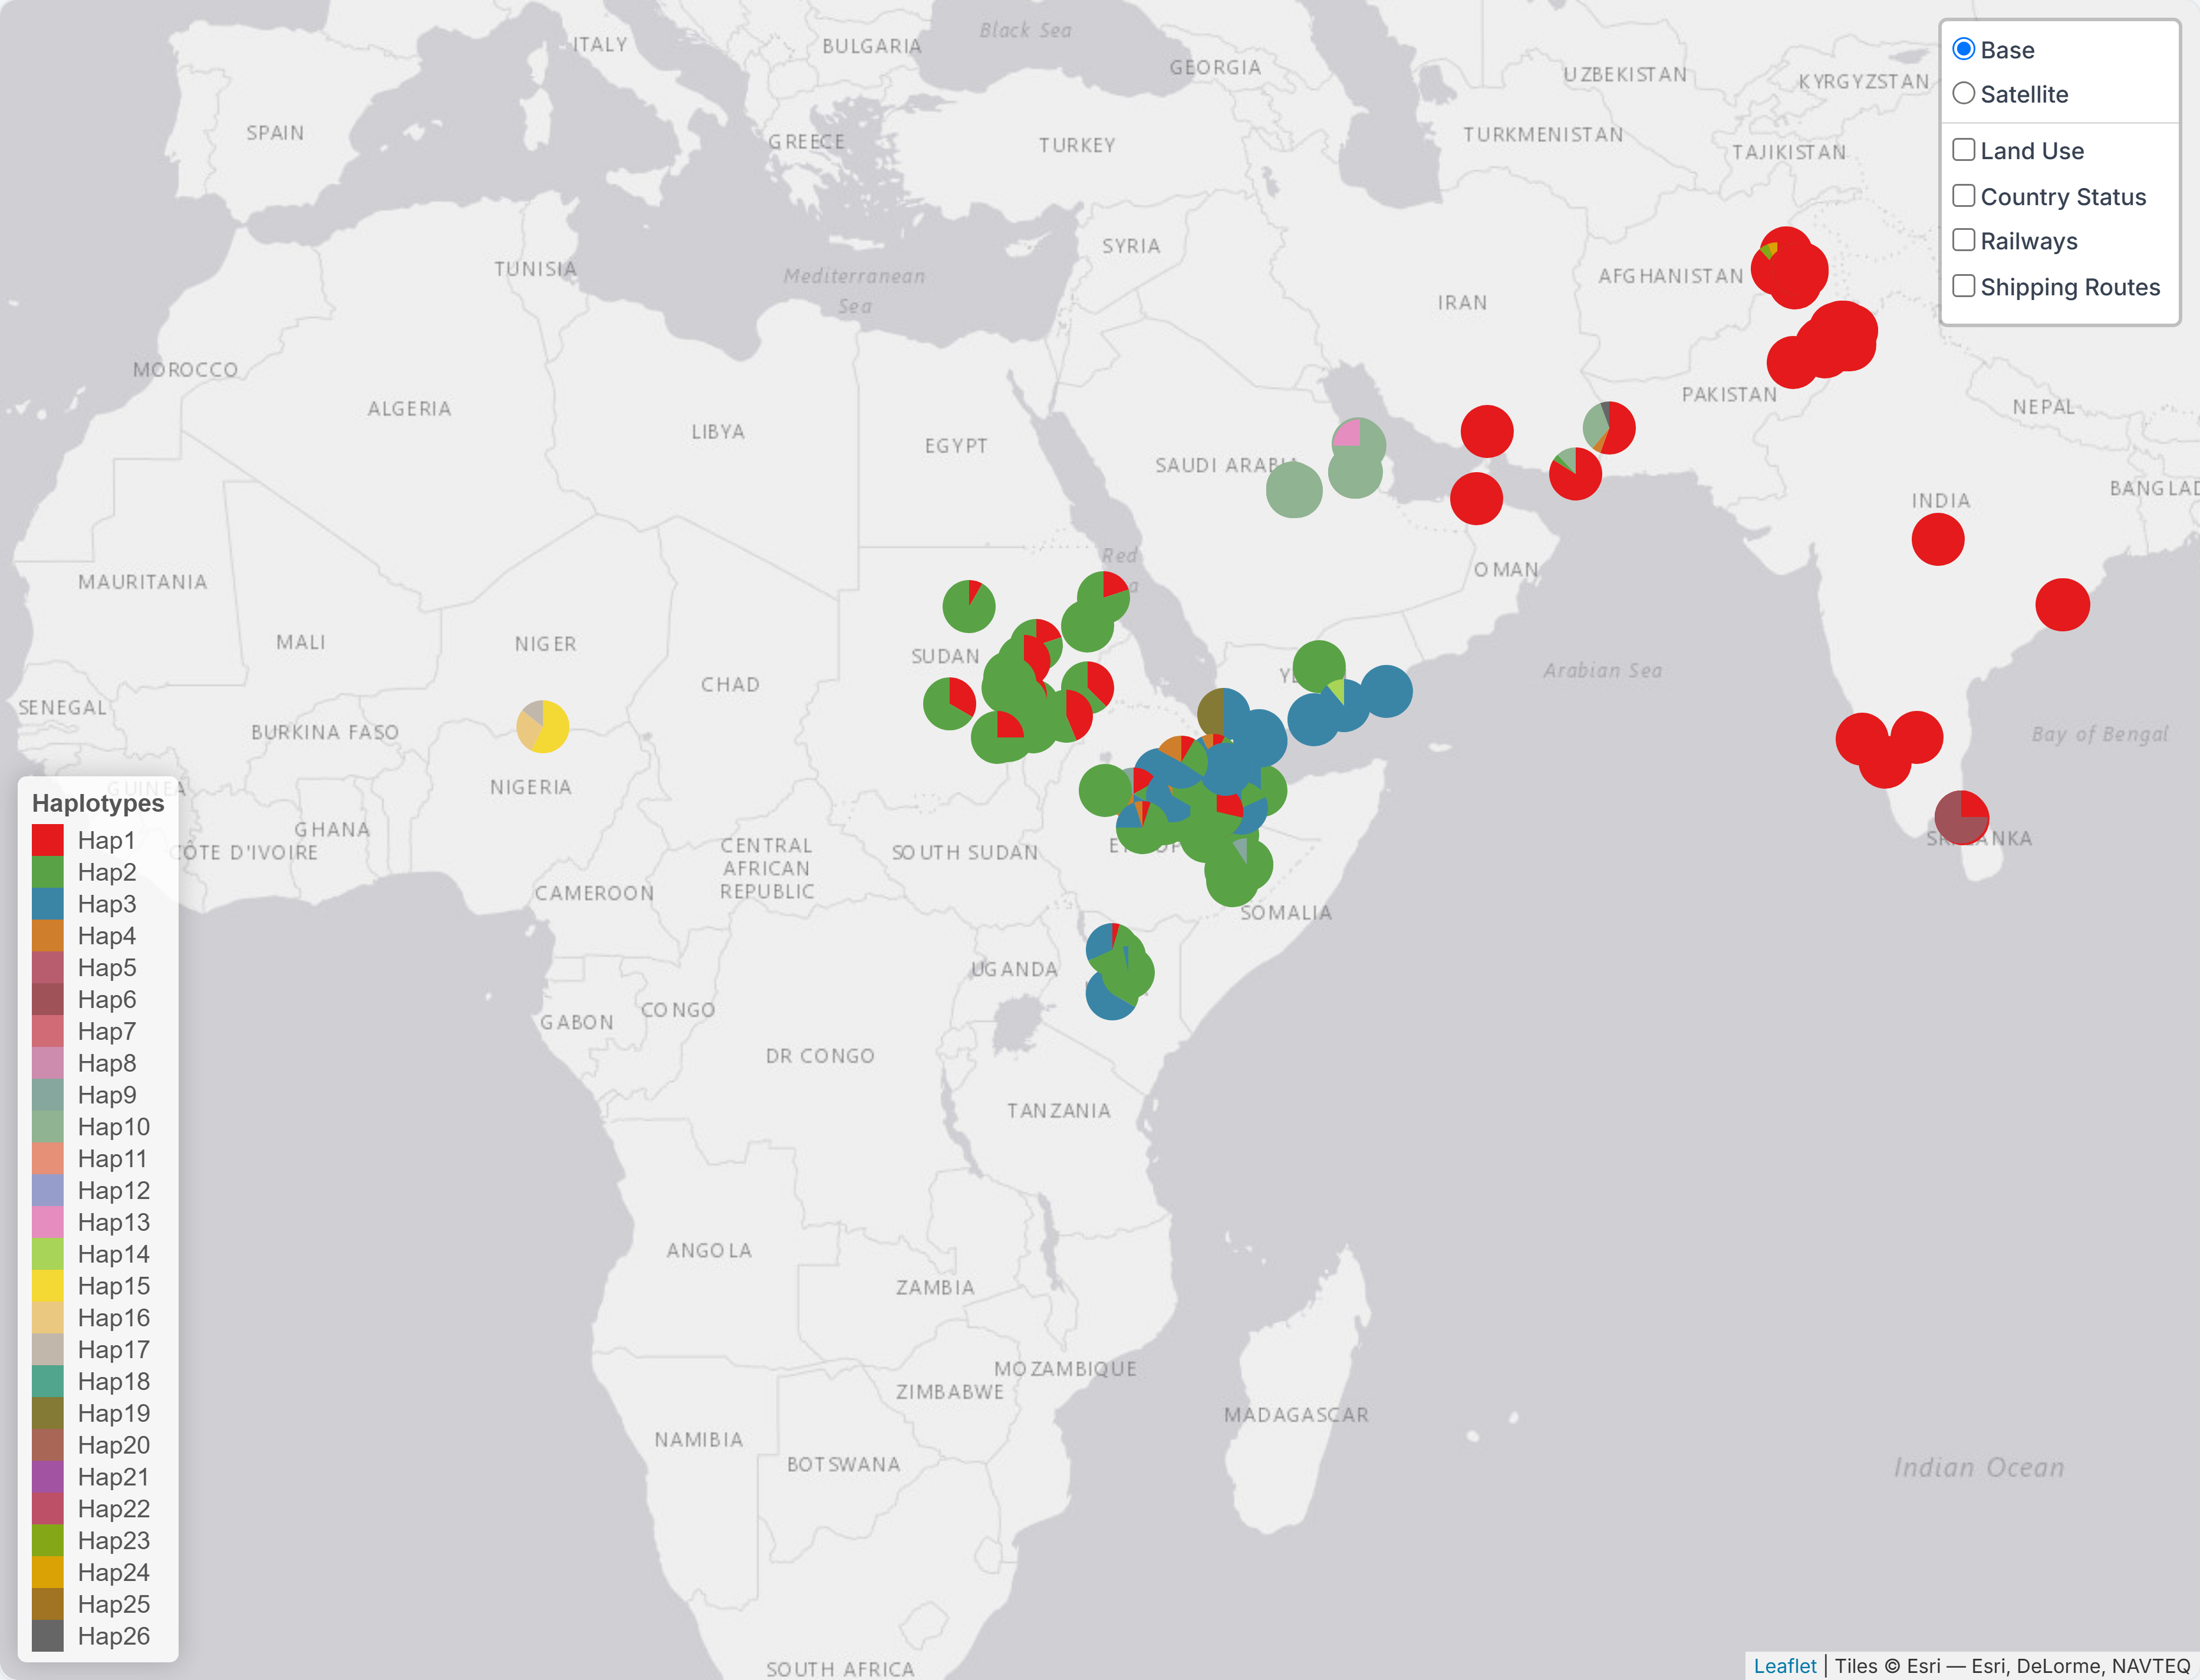 Black Sea
ITALY
BULGARIA
GEORGIA
UZBEKISTAN
KYRGYZSTAN
SPAIN
GREECE
TURKEY
TURKMENISTAN
TAJIKISTAN
TUNISIA
Mediterranean
Sea
SYRIA
IRAN
AFGHANISTAN
MOROCCO
ALGERIA
LIBYA
EGYPT
SAUDI ARABIA
PAKISTAN
NEPAL
INDIA
BANGLAD
MAURITANIA
MALI
NIGER
CHAD
SUDAN
Red
OMAN
Arabian Sea
Bay of Bengal
SENEGAL
BURKINA FASO
NIGERIA
GUINEA
GHANA
CÔTE D'IVOIRE
CENTRAL
AFRICAN
REPUBLIC
SOUTH SUDAN
CAMEROON
SOMALIA
UGANDA
GABON
CONGO
DR CONGO
TANZANIA
ANGOLA
ZAMBIA
MOZAMBIQUE
ZIMBABWE
MADAGASCAR
NAMIBIA
BOTSWANA
Indian Ocean
SOUTH AFRICA
Base
Satellite
Land Use
Country Status
Railways
Shipping Routes
Haplotypes
Hap1
Hap2
Hap3
Hap4
Hap5
Hap6
Hap7
Hap8
Hap9
Hap10
Hap11
Hap12
Hap13
Hap14
Hap15
Hap16
Hap17
Hap18
Hap19
Hap20
Hap21
Hap22
Hap23
Hap24
Hap25
Hap26
Leaflet | Tiles © Esri — Esri, DeLorme, NAVTEQ